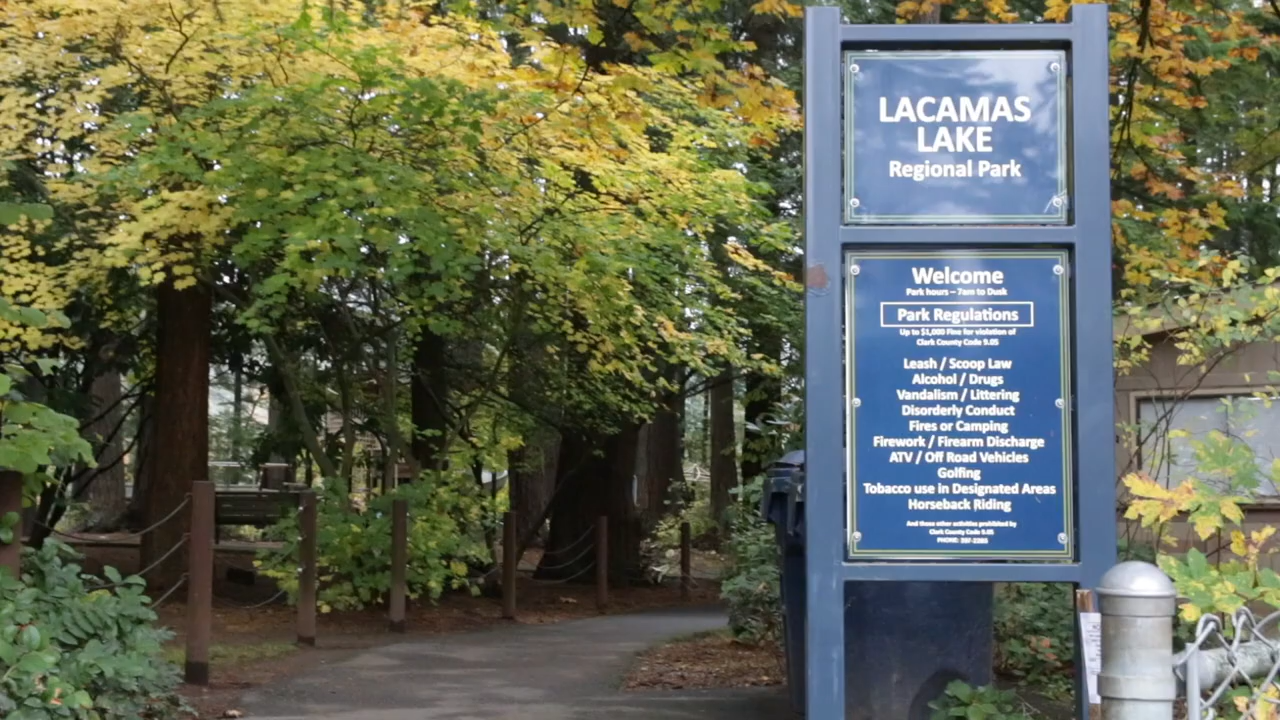 LACAMAS
LAKE
Regional Park
Welcome
Park hours – 7am to Dusk
Park Regulations
Up to $1,000 Fine for violation of
Clark County Code 9.05
Leash / Scoop Law
Alcohol / Drugs
Vandalism / Littering
Disorderly Conduct
Fires or Camping
Firework / Firearm Discharge
ATV / Off Road Vehicles
Golfing
Tobacco use in Designated Areas
Horseback Riding
And those other activities prohibited by
Clark County Code 9.05
PHONE: